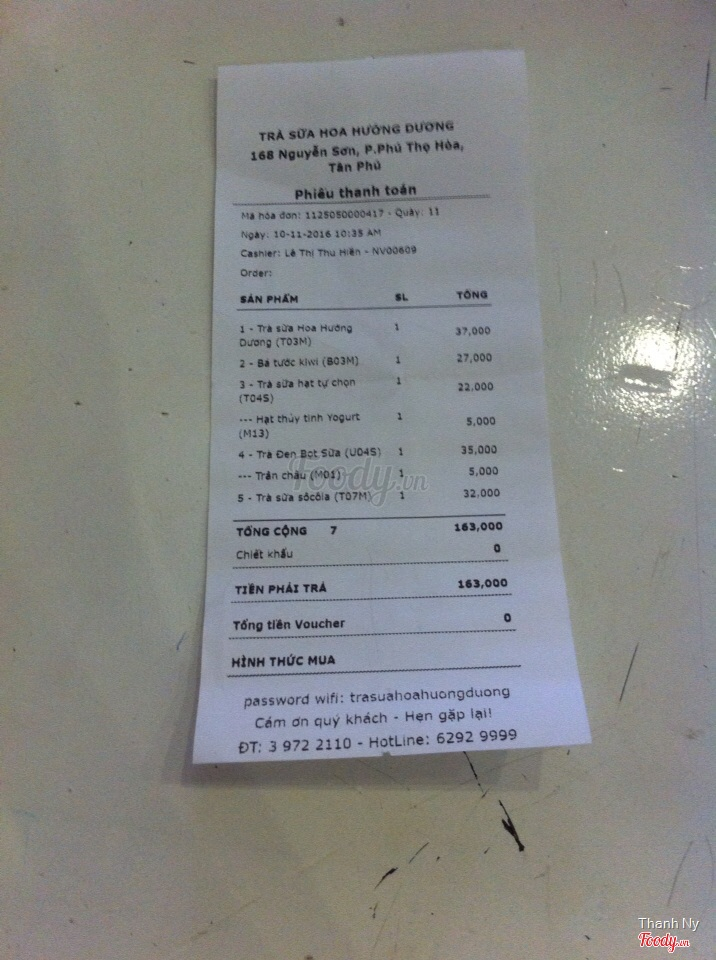 TRÀ SỮA HOA HƯỚNG DƯƠNG
168 Nguyễn Sơn, P.Phú Thọ Hòa,
Tân Phú
Phiếu thanh toán
Mã hóa đơn: 1125050000417 - Quày: 11
Ngày: 10-11-2016 10:35 AM
Cashier: Lê Thị Thu Hiền - NV00609
Order:
SẢN PHẨM SL TỔNG
1 - Trà sữa Hoa Hướng 1 37,000
Dương (T03M)
2 - Bá tước kiwi (B03M) 1 27,000
3 - Trà sữa hạt tự chọn 1 22,000
(T04S)
--- Hạt thủy tinh Yogurt 1 5,000
(M13)
4 - Trà Đen Bọt Sữa (U04S) 1 35,000
--- Trân châu (M01) 1 5,000
5 - Trà sữa sôcôla (T07M) 1 32,000
TỔNG CỘNG 7 163,000
Chiết khấu 0
TIỀN PHẢI TRẢ 163,000
Tổng tiền Voucher 0
HÌNH THỨC MUA
password wifi: trasuahoahuongduong
Cám ơn quý khách - Hẹn gặp lại!
ĐT: 3 972 2110 - HotLine: 6292 9999
Foody.vn
Thanh Ny
Foody.vn